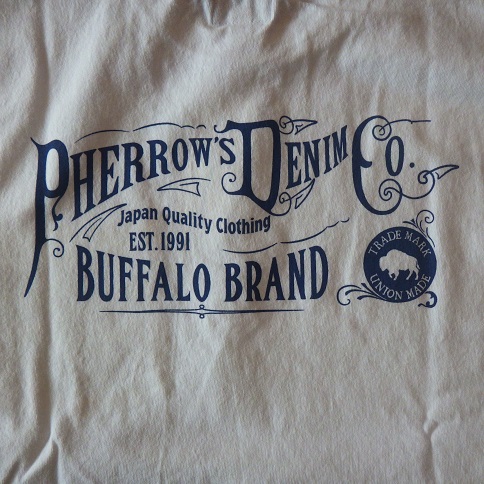 PHERROW'S DENIM CO.
Japan Quality Clothing
EST. 1991
BUFFALO BRAND
TRADE MARK
UNION MADE